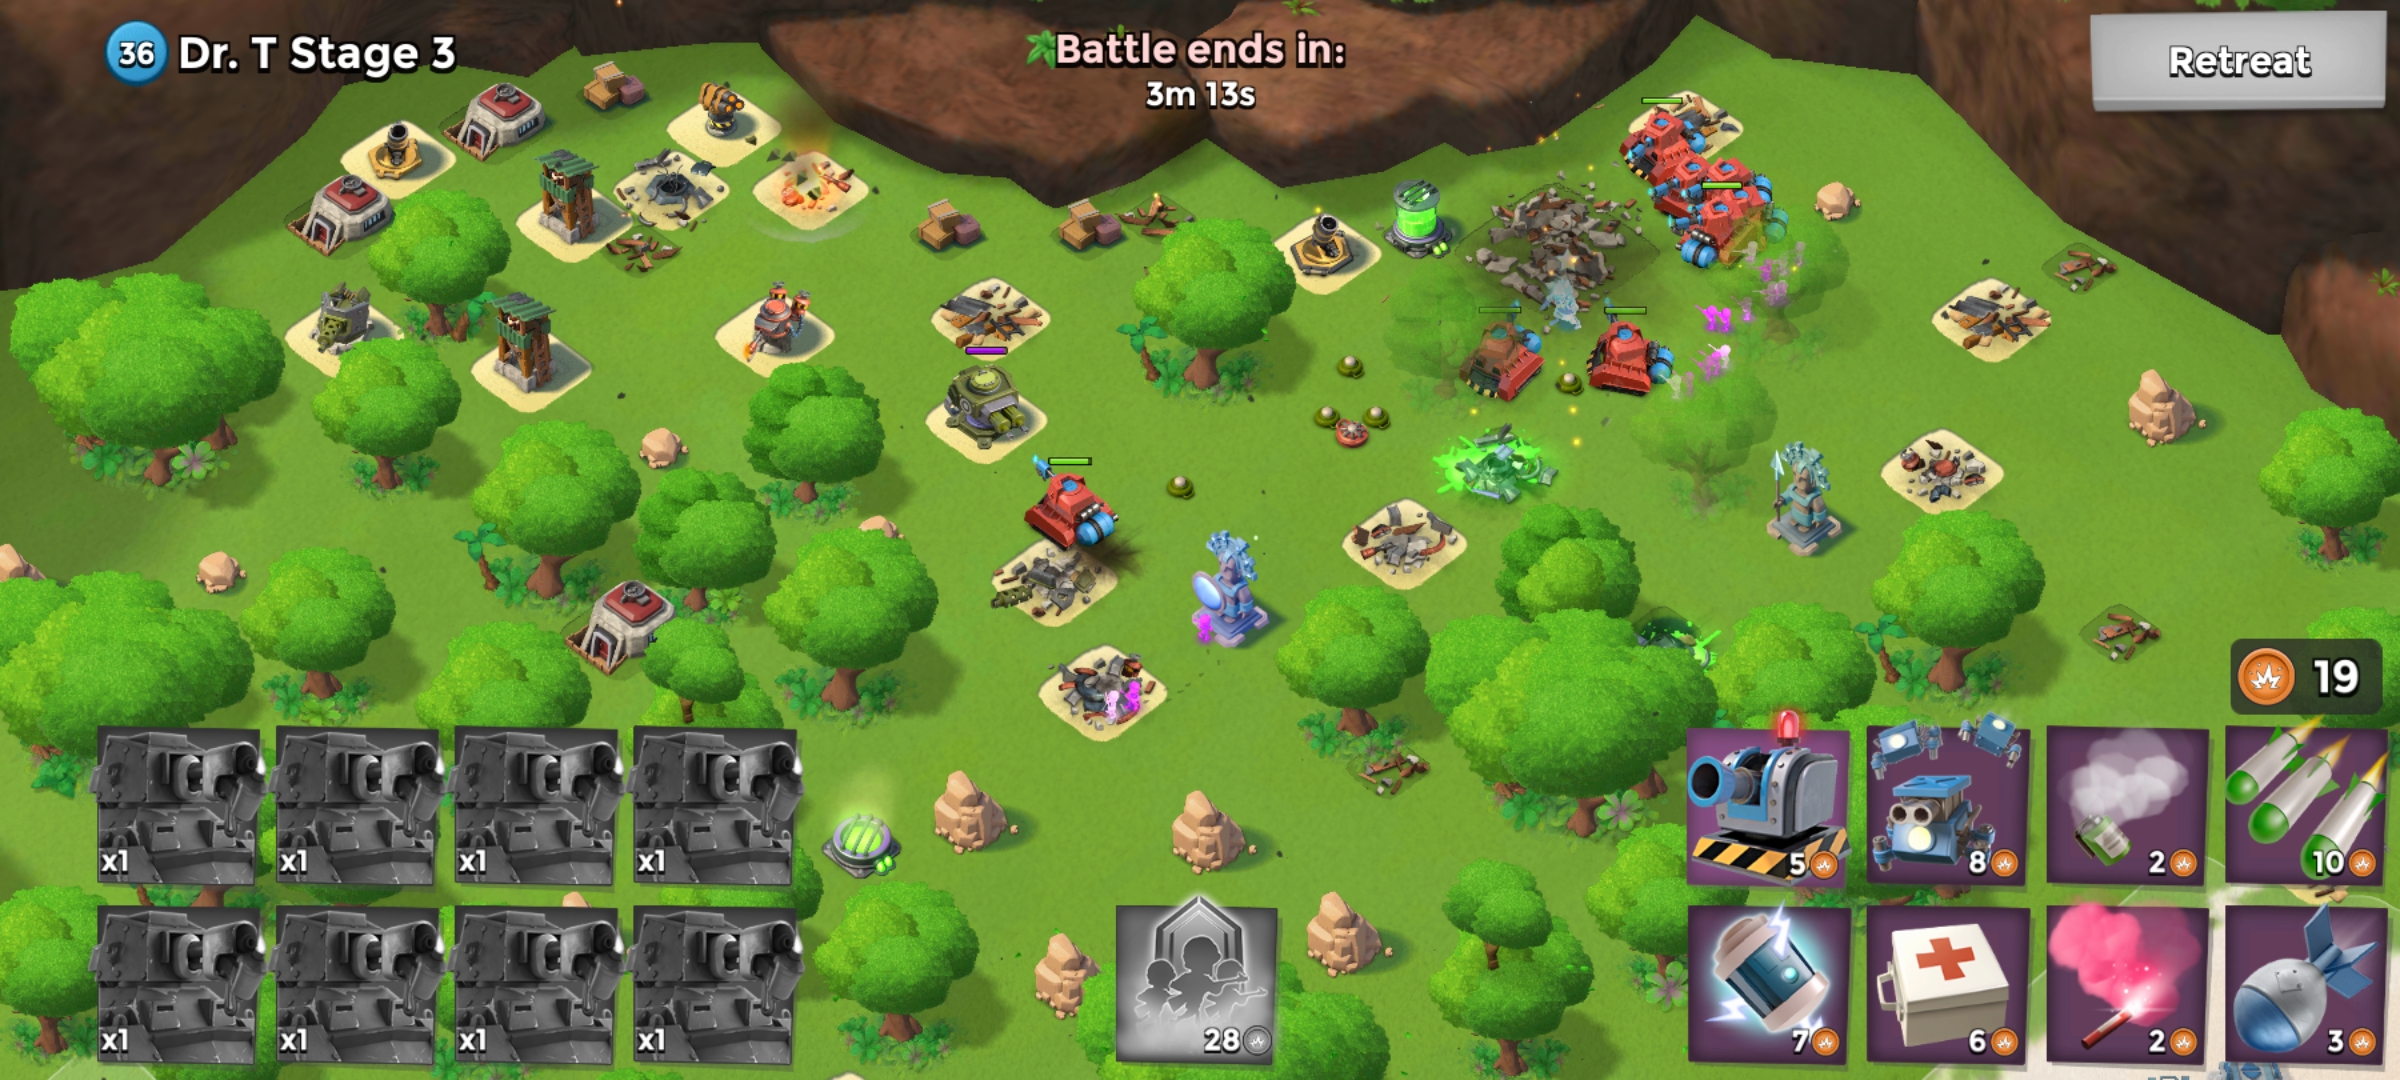 36 Dr. T Stage 3
Battle ends in:
3m 13s
Retreat
19
x1 x1 x1 x1
5 8 2 10
x1 x1 x1 x1
28
7 6 2 3